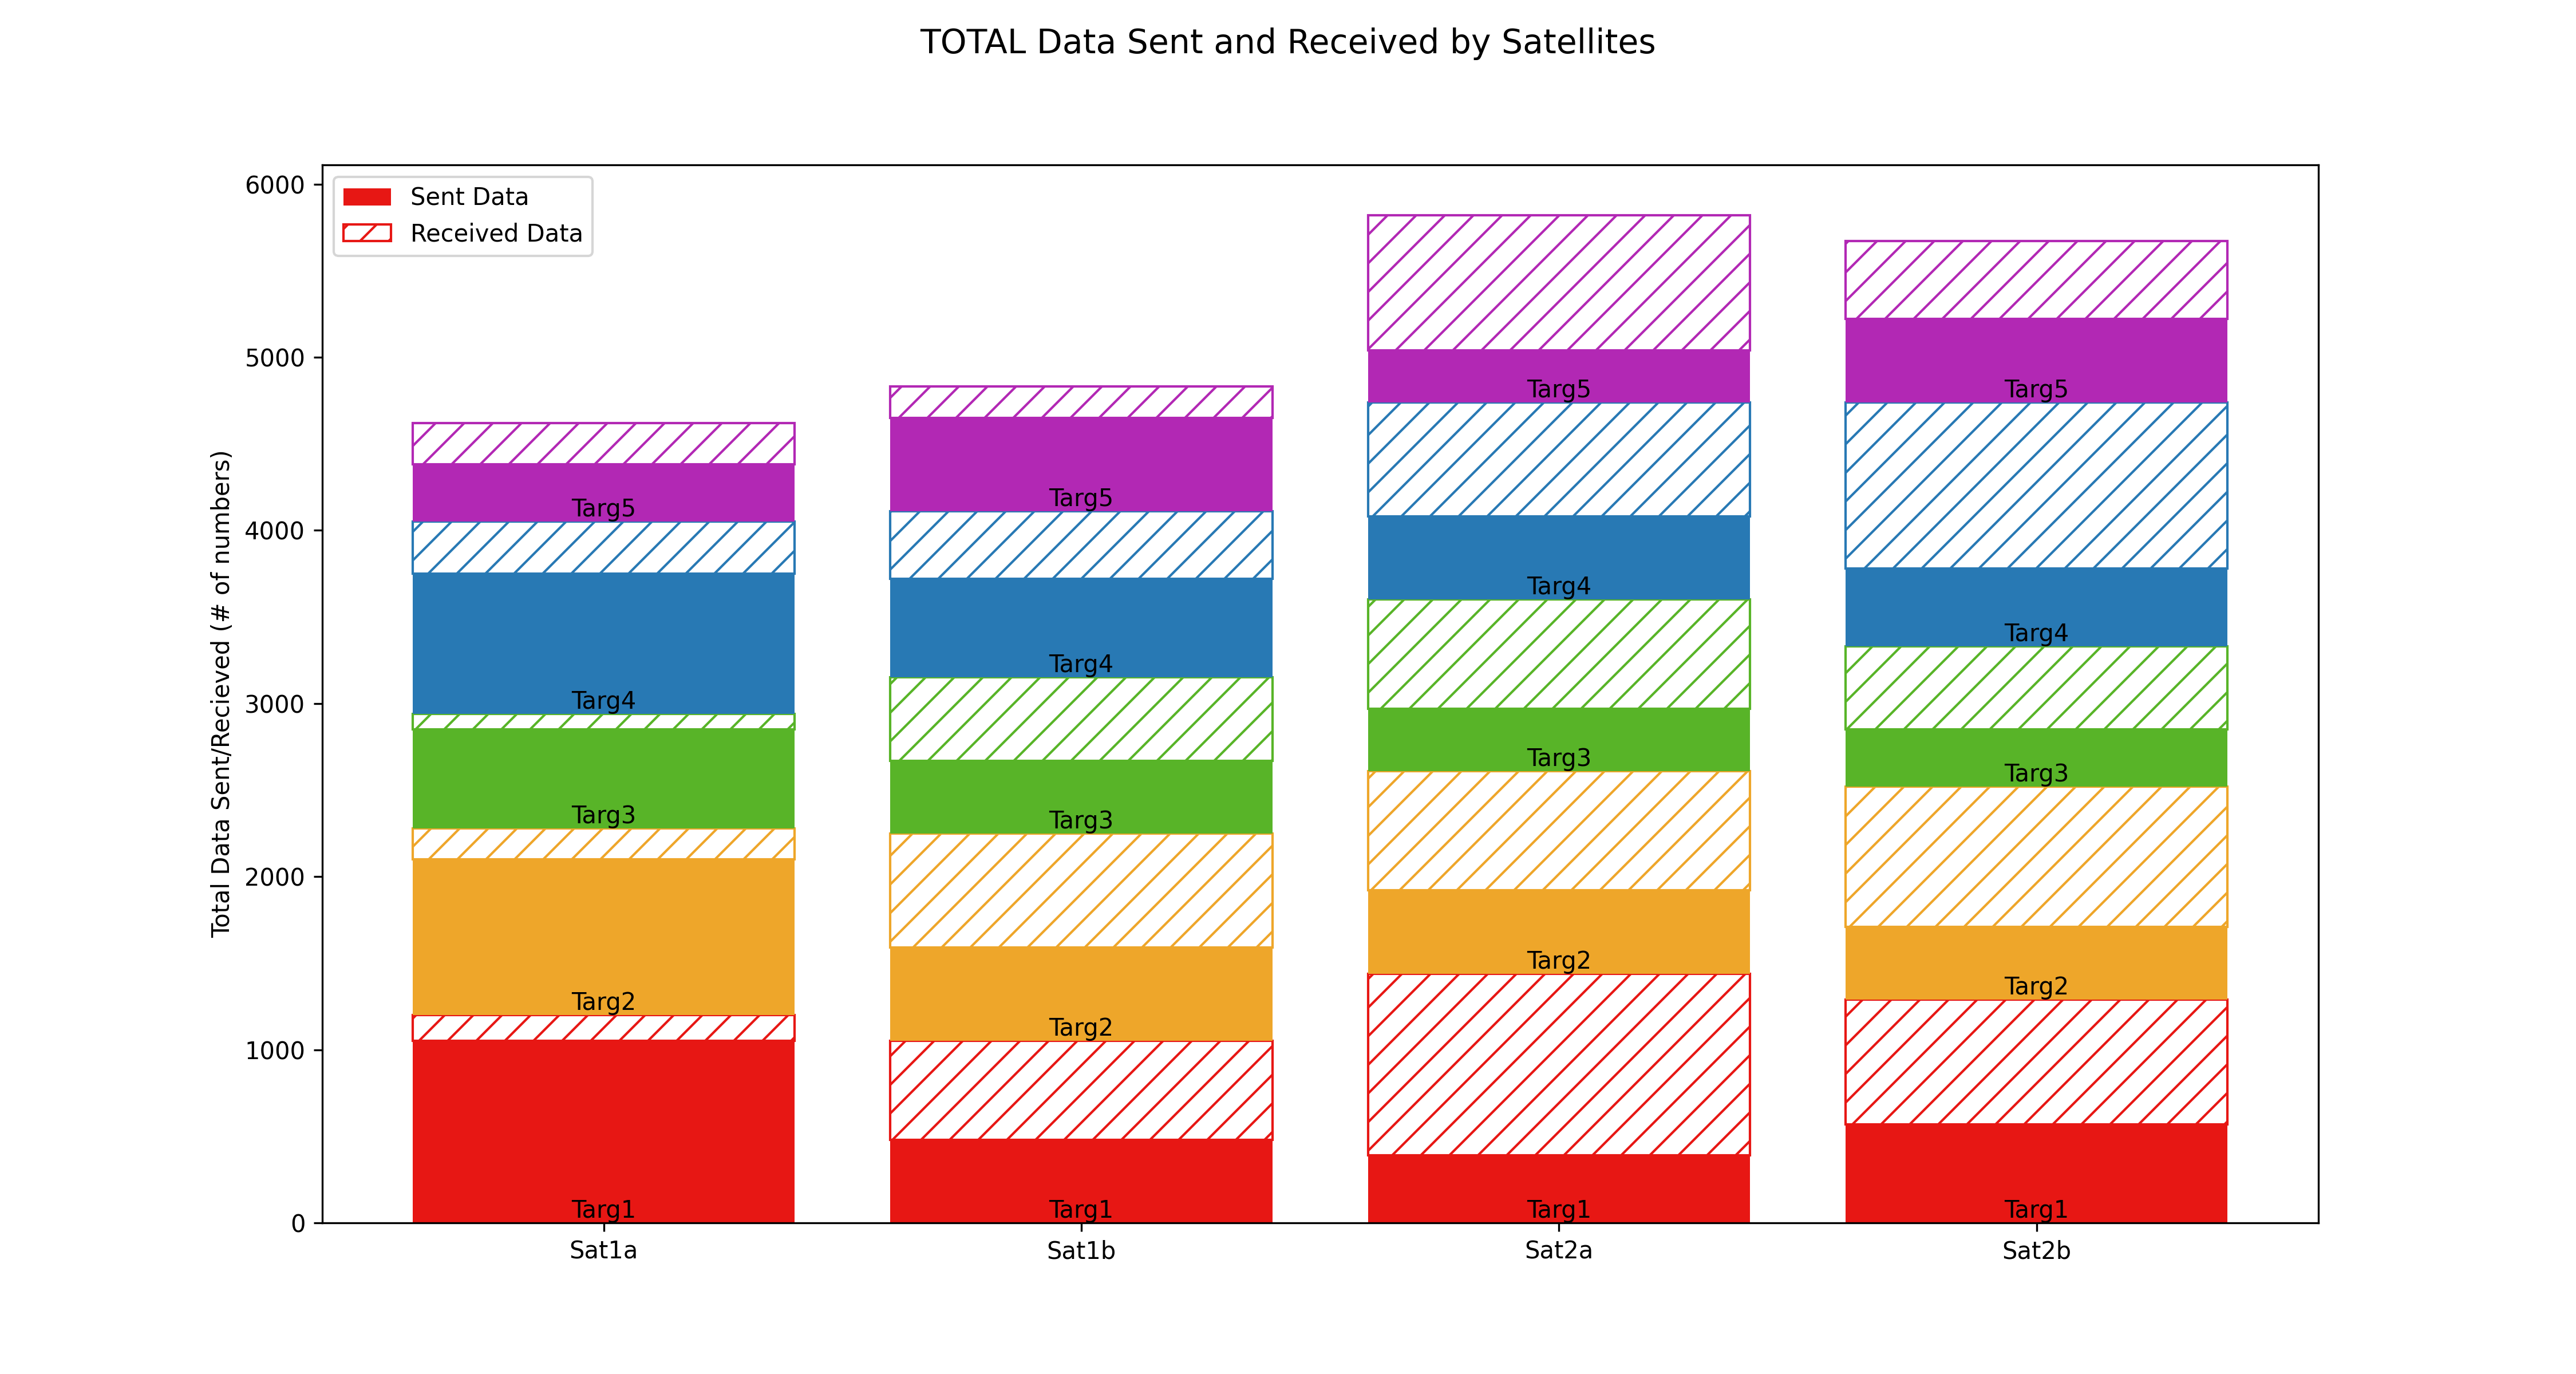 TOTAL Data Sent and Received by Satellites
Sent Data
Received Data
Total Data Sent/Recieved (# of numbers)
6000
5000
4000
3000
2000
1000
0
Targ5
Targ4
Targ3
Targ2
Targ1
Targ5
Targ4
Targ3
Targ2
Targ1
Targ5
Targ4
Targ3
Targ2
Targ1
Targ5
Targ4
Targ3
Targ2
Targ1
Sat1a Sat1b Sat2a Sat2b